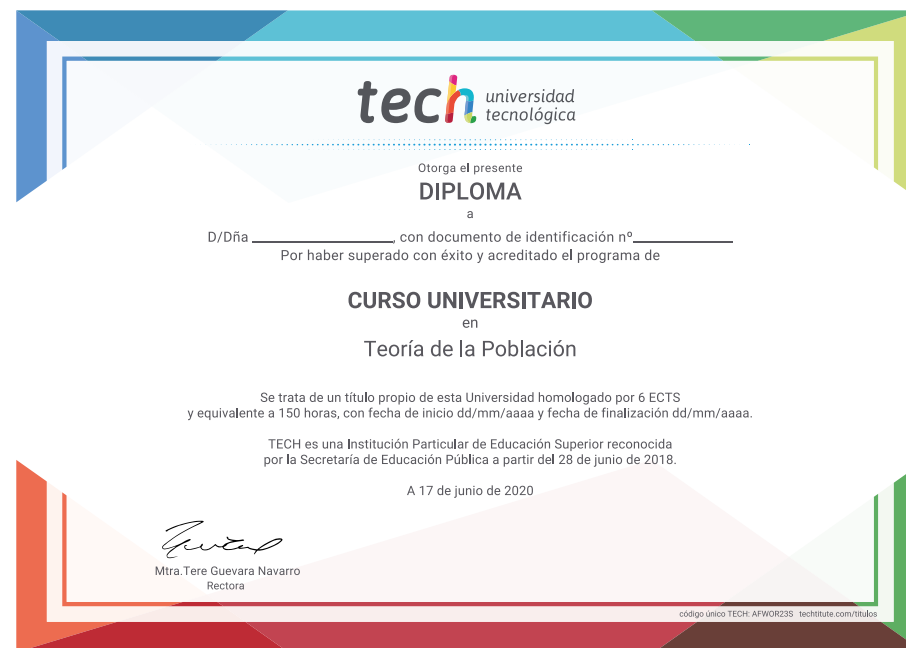 tech universidad
tecnológica
Otorga el presente
DIPLOMA
a
D/Dña ____________________, con documento de identificación nº______________
Por haber superado con éxito y acreditado el programa de
CURSO UNIVERSITARIO
en
Teoría de la Población
Se trata de un título propio de esta Universidad homologado por 6 ECTS
y equivalente a 150 horas, con fecha de inicio dd/mm/aaaa y fecha de finalización dd/mm/aaaa.
TECH es una Institución Particular de Educación Superior reconocida
por la Secretaría de Educación Pública a partir del 28 de junio de 2018.
A 17 de junio de 2020
Mtra.Tere Guevara Navarro
Rectora
código único TECH: AFWOR23S techtitute.com/titulos